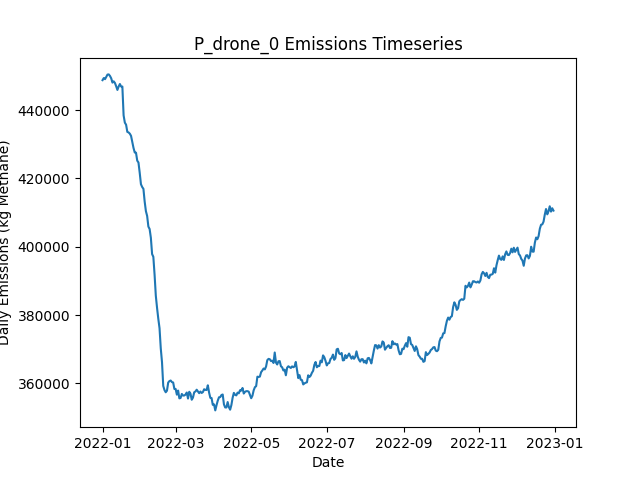 P_drone_0 Emissions Timeseries
Daily Emissions (kg Methane)
440000
420000
400000
380000
360000
2022-01 2022-03 2022-05 2022-07 2022-09 2022-11 2023-01
Date